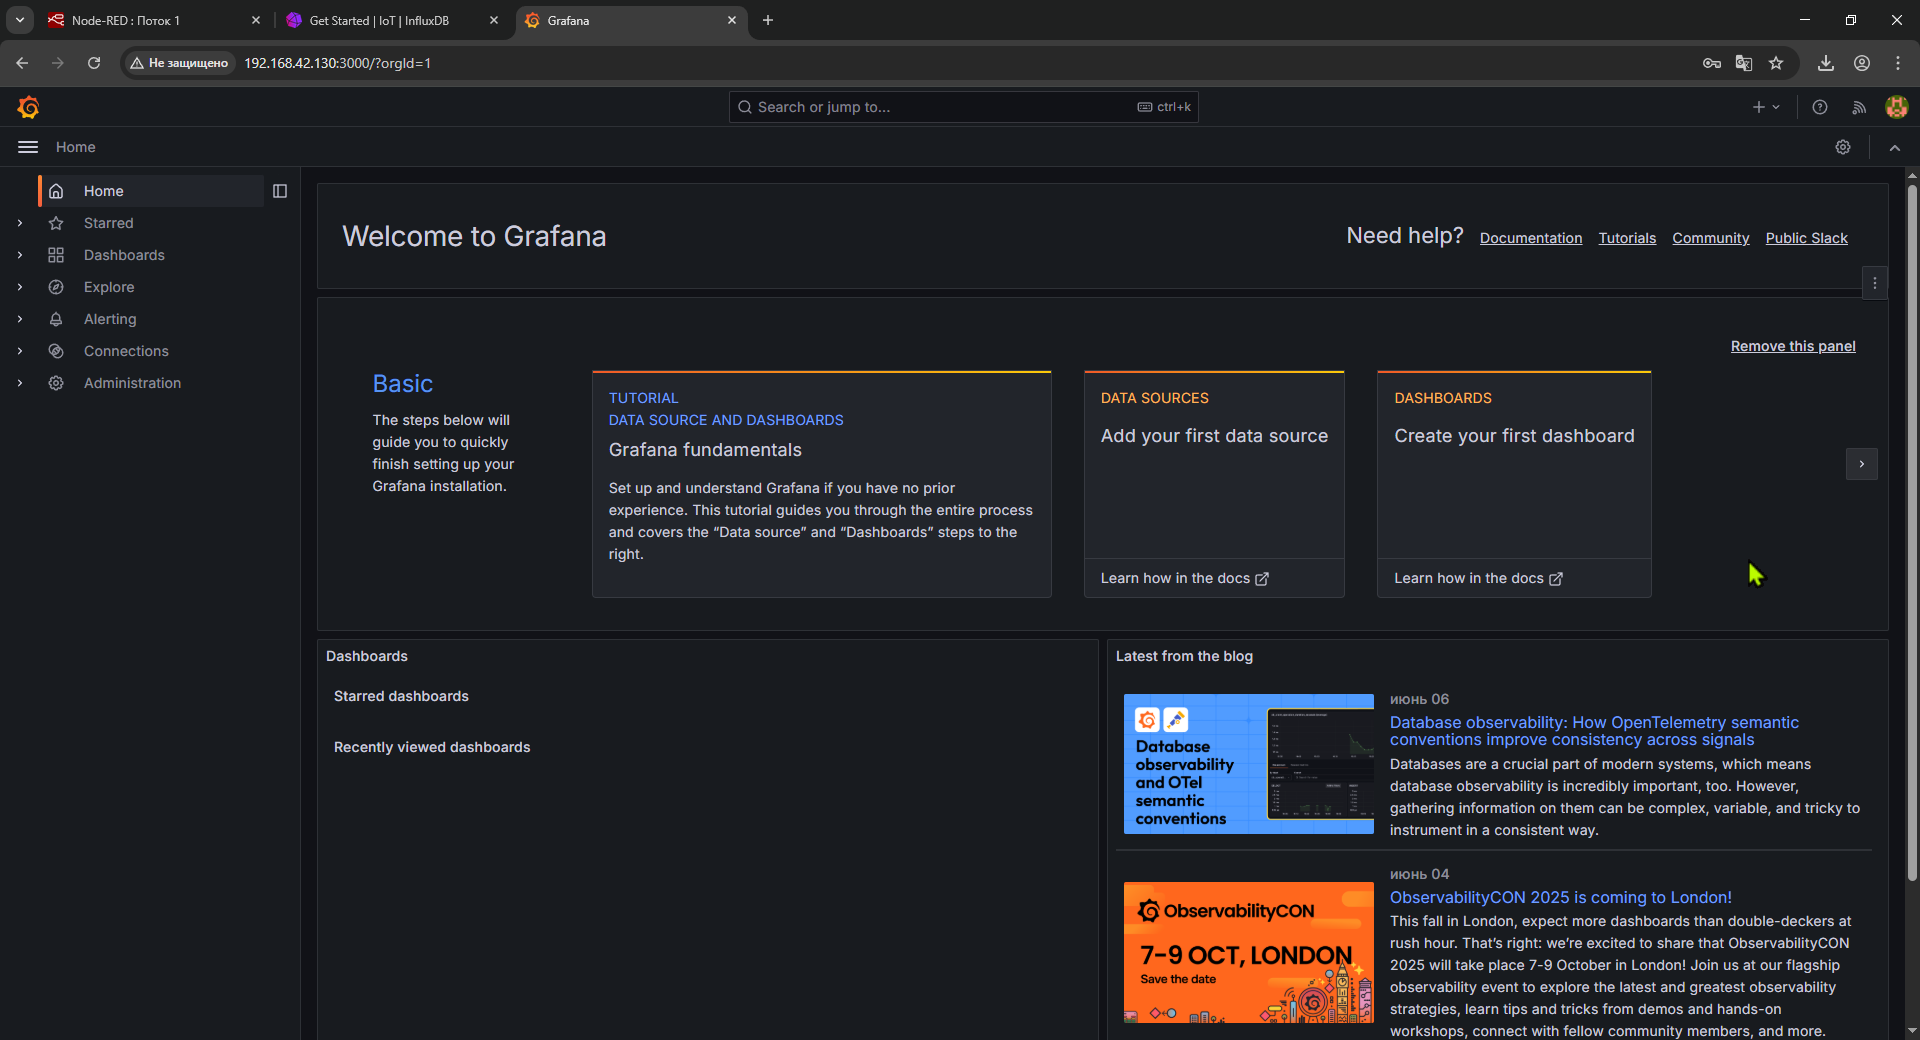 Node-RED : Поток 1
Get Started | IoT | InfluxDB
Grafana
Не защищено
192.168.42.130:3000/?orgId=1
Search or jump to...
ctrl+k
Home
Home
Starred
Dashboards
Explore
Alerting
Connections
Administration
Welcome to Grafana
Need help?
Documentation
Tutorials
Community
Public Slack
Remove this panel
Basic
The steps below will
guide you to quickly
finish setting up your
Grafana installation.
TUTORIAL
DATA SOURCE AND DASHBOARDS
Grafana fundamentals
Set up and understand Grafana if you have no prior
experience. This tutorial guides you through the entire process
and covers the "Data source" and "Dashboards" steps to the
right.
DATA SOURCES
Add your first data source
Learn how in the docs
DASHBOARDS
Create your first dashboard
Learn how in the docs
Dashboards
Starred dashboards
Recently viewed dashboards
Latest from the blog
Database
observability
and OTel
semantic
conventions
июнь 06
Database observability: How OpenTelemetry semantic
conventions improve consistency across signals
Databases are a crucial part of modern systems, which means
database observability is incredibly important, too. However,
gathering information on them can be complex, variable, and tricky to
instrument in a consistent way.
ObservabilityCON
7-9 OCT, LONDON
Save the date
июнь 04
ObservabilityCON 2025 is coming to London!
This fall in London, expect more dashboards than double-deckers at
rush hour. That's right: we're excited to share that ObservabilityCON
2025 will take place 7-9 October in London! Join us at our flagship
observability event to explore the latest and greatest observability
strategies, learn tips and tricks from demos and hands-on
workshops, connect with fellow community members, and more.